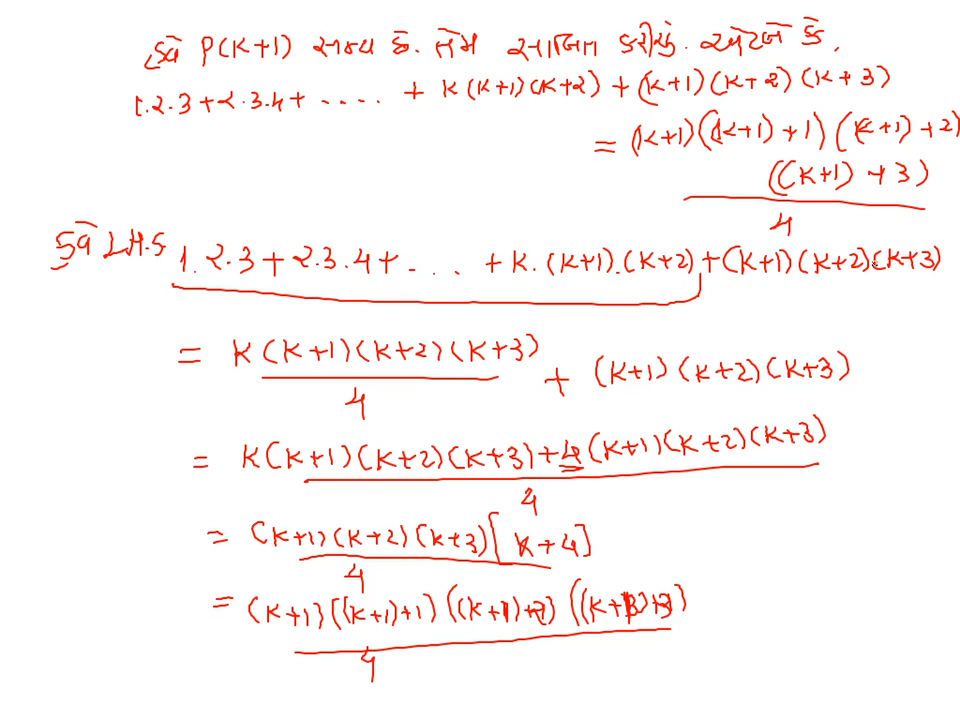 હવે P(K+1) સત્ય છે. તેમ સાબિત કરીશું. એટલે કે,
1.2.3+2.3.4+ .... + K(K+1)(K+2)+(K+1)(K+2)(K+3)
= (K+1)((K+1)+1)((K+1)+2)
((K+1)+3)
4
હવે L.H.S. 1.2.3+2.3.4+ .... +K.(K+1).(K+2)+(K+1)(K+2)(K+3)
= K(K+1)(K+2)(K+3)
+ (K+1)(K+2)(K+3)
4
= K(K+1)(K+2)(K+3)+4(K+1)(K+2)(K+3)
4
= (K+1)(K+2)(K+3)[K+4]
4
= (K+1)((K+1)+1)((K+1)+2)((K+1)+3)
4